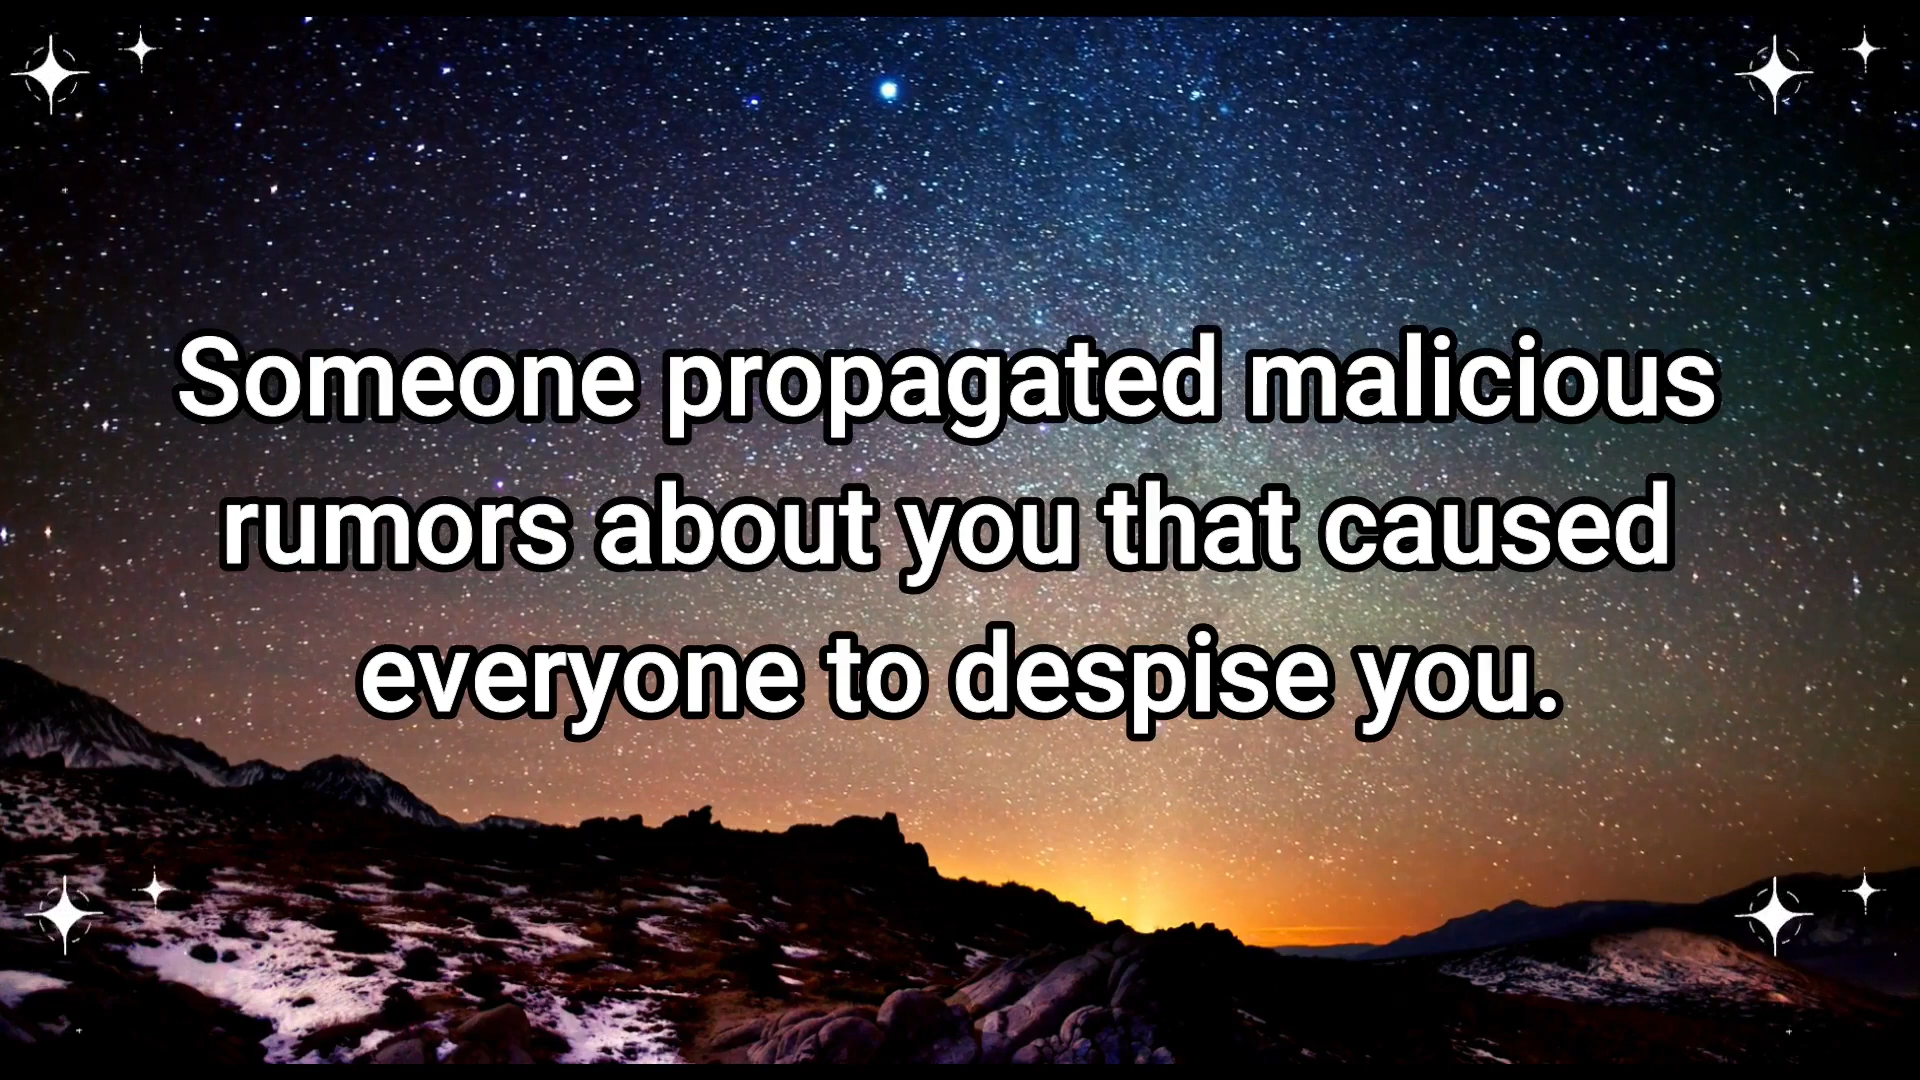 Someone propagated malicious
rumors about you that caused
everyone to despise you.